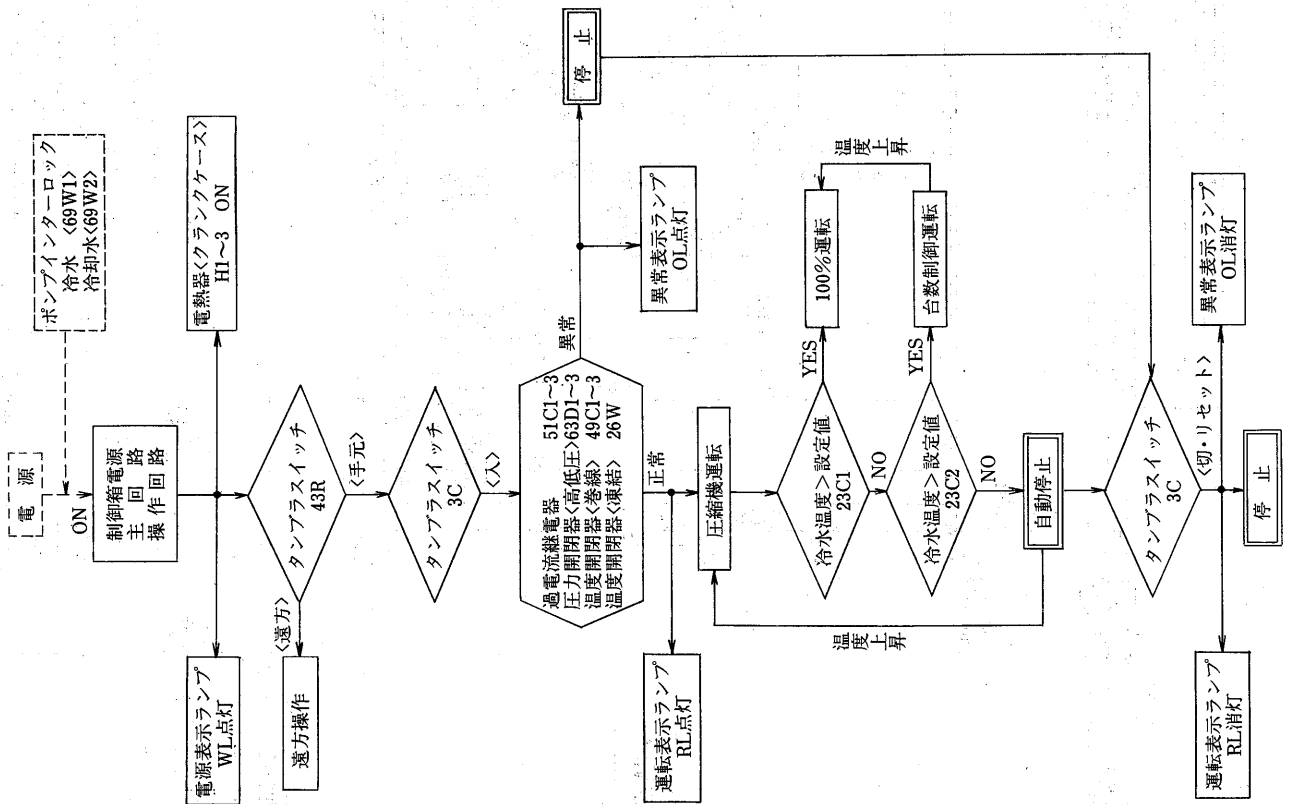 電源
ポンプインターロック
冷水 <69W1>
冷却水<69W2>
ON
制御箱電源
主回路
操作回路
電源表示ランプ
WL点灯
電熱器<クランクケース>
H1~3 ON
タンブラスイッチ
43R
<遠方>
<手元>
遠方操作
タンブラスイッチ
3C
<入>
過電流継電器 51C1~3
圧力開閉器<高低圧>63D1~3
温度開閉器<巻線> 49C1~3
温度開閉器<凍結> 26W
異常
停止
異常表示ランプ
OL点灯
正常
運転表示ランプ
RL点灯
圧縮機運転
冷水温度>設定値
23C1
YES
100%運転
温度上昇
NO
冷水温度>設定値
23C2
YES
台数制御運転
NO
温度上昇
自動停止
タンブラスイッチ
3C
<切・リセット>
運転表示ランプ
RL消灯
停止
異常表示ランプ
OL消灯